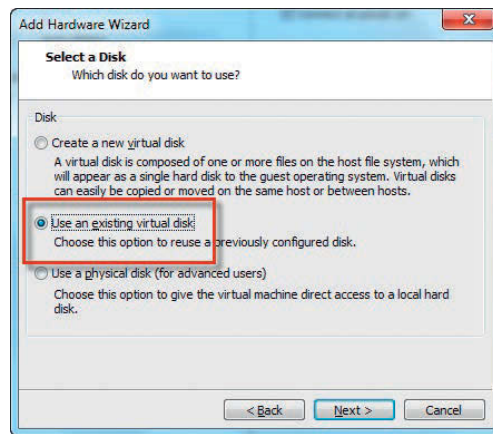 Add Hardware Wizard
Select a Disk
Which disk do you want to use?
Disk
Create a new virtual disk
A virtual disk is composed of one or more files on the host file system, which
will appear as a single hard disk to the guest operating system. Virtual disks
can easily be copied or moved on the same host or between hosts.
Use an existing virtual disk
Choose this option to reuse a previously configured disk.
Use a physical disk (for advanced users)
Choose this option to give the virtual machine direct access to a local hard
disk.
< Back Next > Cancel